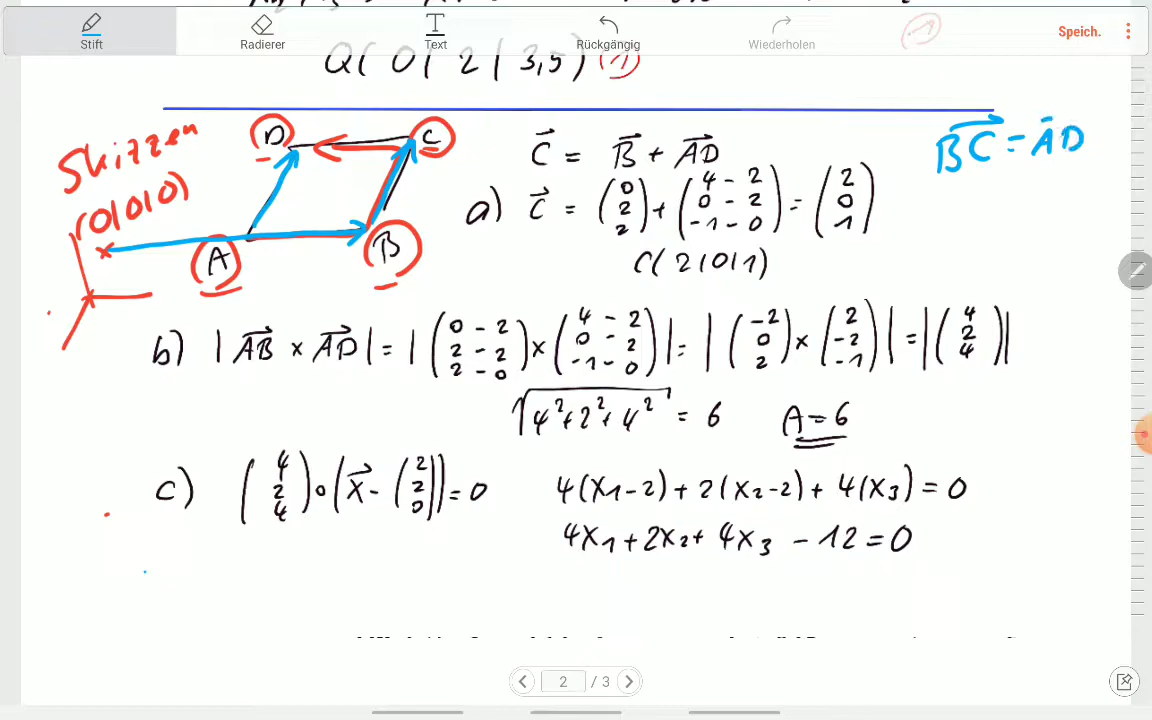 Stift Radierer Text Rückgängig Wiederholen Speich.
Q( 0 | 2 | 3,5 ) (1)
Skizzen
(0|0|0)
D C
A B
C⃗ = B⃗ + AD⃗
BC⃗ = AD
a) C⃗ = (0 2 2) + (4 - 2 0 - 2 -1 - 0) = (2 0 1)
C( 2 | 0 | 1 )
b) | AB⃗ × AD⃗ | = | (0 - 2 2 - 2 2 - 0) × (4 - 2 0 - 2 -1 - 0) | = | (-2 0 2) × (2 -2 -1) | = | (4 2 4) |
√4² + 2² + 4² = 6 A = 6
c) (4 2 4) ∘ (X⃗ - (2 2 0)) = 0 4(X1 - 2) + 2(X2 - 2) + 4(X3) = 0
4X1 + 2X2 + 4X3 - 12 = 0
2 / 3